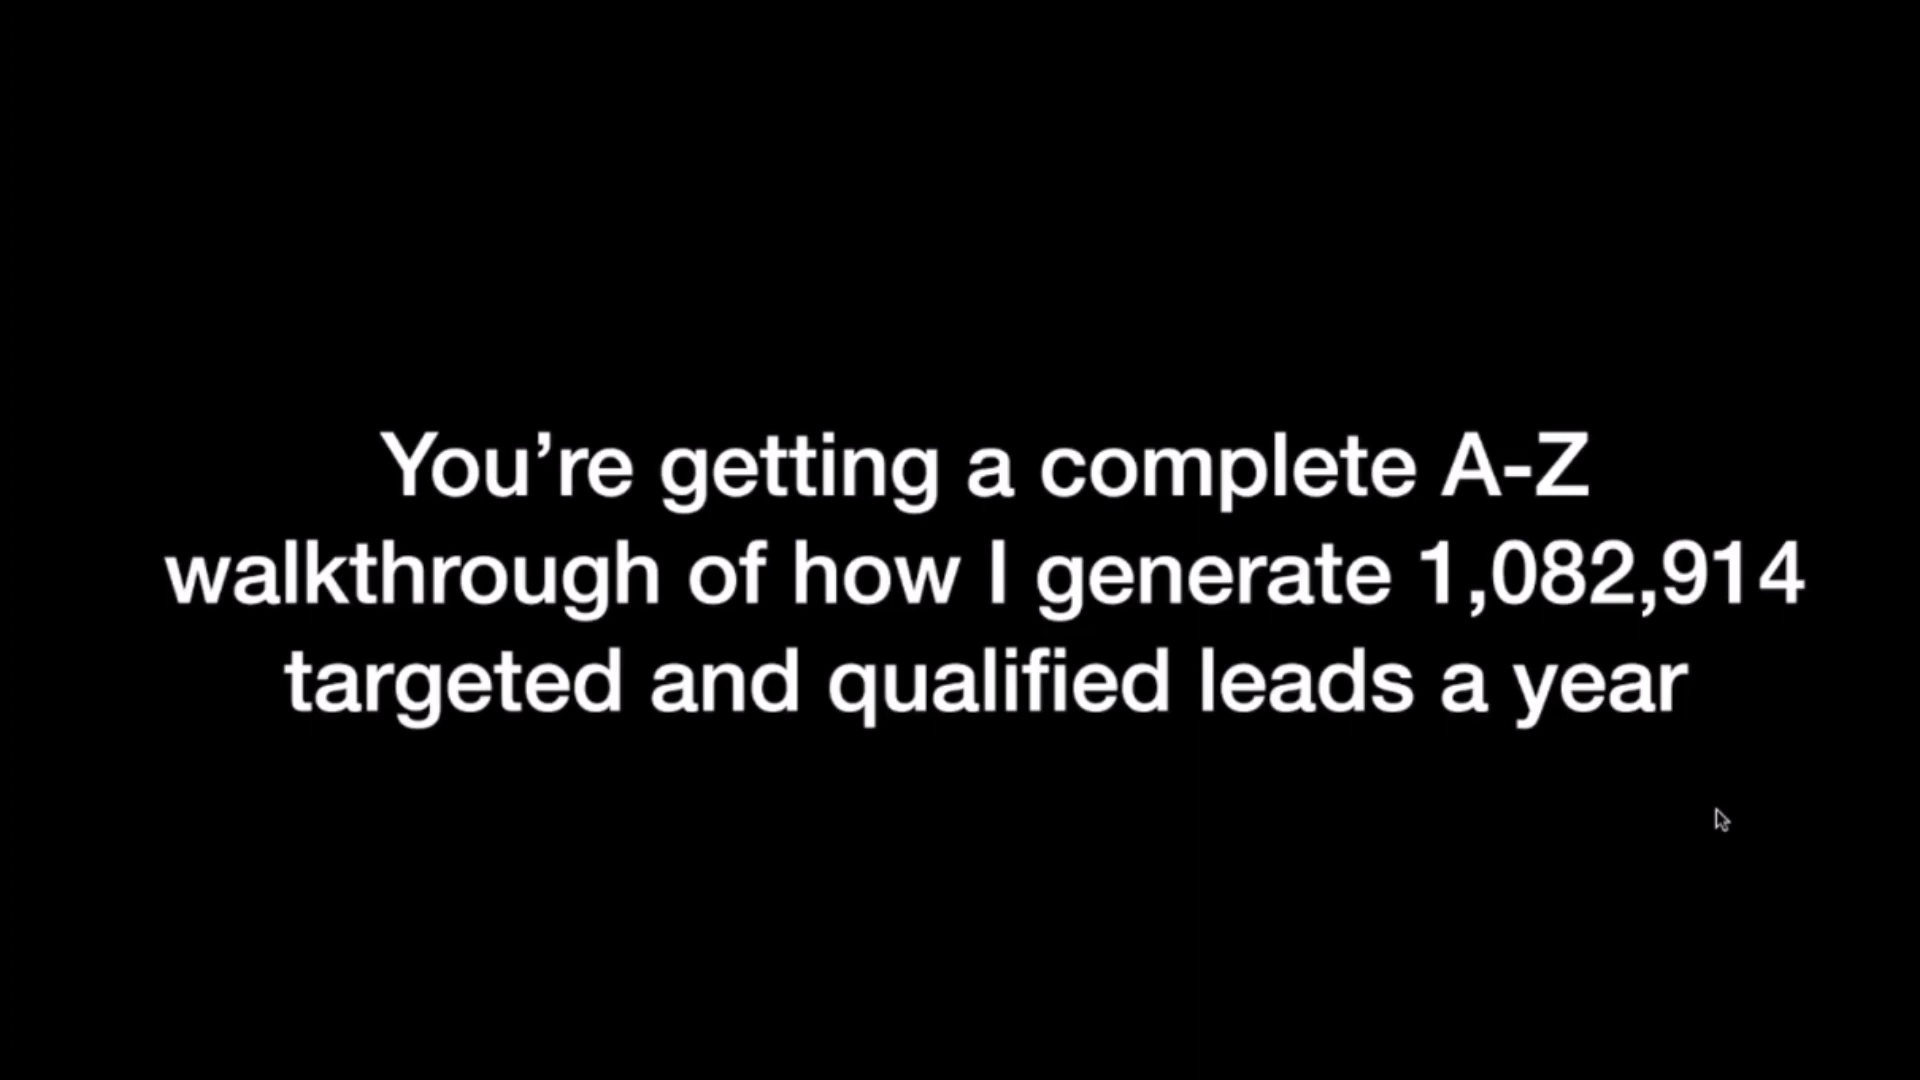 You’re getting a complete A-Z
walkthrough of how I generate 1,082,914
targeted and qualified leads a year